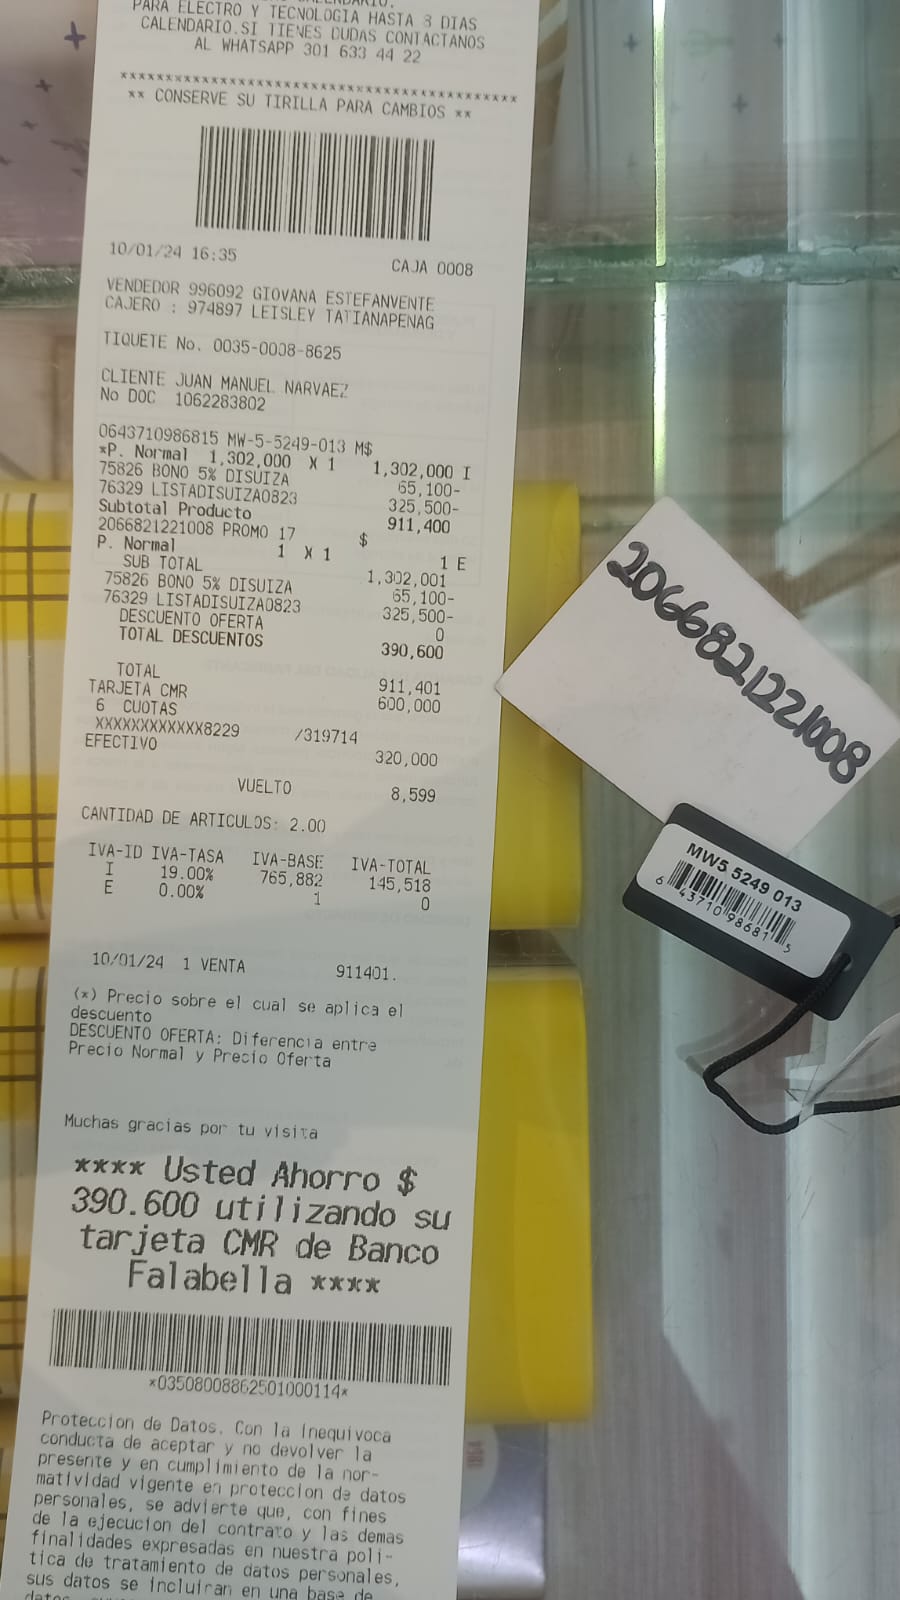 PARA ELECTRO Y TECNOLOGIA HASTA 3 DIAS
CALENDARIO.SI TIENES DUDAS CONTACTANOS
AL WHATSAPP 301 633 44 22
*******************************************
** CONSERVE SU TIRILLA PARA CAMBIOS **
10/01/24 16:35 CAJA 0008
VENDEDOR 996092 GIOVANA ESTEFANVENTE
CAJERO : 974897 LEISLEY TATIANAPENAG
TIQUETE No. 0035-0008-8625
CLIENTE JUAN MANUEL NARVAEZ
No DOC 1062283802
0643710986815 MW-5-5249-013 M$
*P. Normal 1,302,000 X 1 1,302,000 I
75826 BONO 5% DISUIZA 65,100-
76329 LISTADISUIZA0823 325,500-
Subtotal Producto 911,400
2066821221008 PROMO 17 $
P. Normal 1 X 1 1 E
SUB TOTAL 1,302,001
75826 BONO 5% DISUIZA 65,100-
76329 LISTADISUIZA0823 325,500-
DESCUENTO OFERTA 0
TOTAL DESCUENTOS 390,600
TOTAL 911,401
TARJETA CMR 600,000
6 CUOTAS
XXXXXXXXXXXX8229 /319714
EFECTIVO 320,000
VUELTO 8,599
CANTIDAD DE ARTICULOS: 2.00
IVA-ID IVA-TASA IVA-BASE IVA-TOTAL
I 19.00% 765,882 145,518
E 0.00% 1 0
10/01/24 1 VENTA 911401.
(*) Precio sobre el cual se aplica el
descuento
DESCUENTO OFERTA: Diferencia entre
Precio Normal y Precio Oferta
Muchas gracias por tu visita
**** Usted Ahorro $
390.600 utilizando su
tarjeta CMR de Banco
Falabella ****
*03508008862501000114*
Proteccion de Datos. Con la inequivoca
conducta de aceptar y no devolver la
presente y en cumplimiento de la nor-
matividad vigente en proteccion de datos
personales, se advierte que, con fines
de la ejecucion del contrato y las demas
finalidades expresadas en nuestra poli-
tica de tratamiento de datos personales,
sus datos se incluiran en una base de
2066821221008
MW5 5249 013
6 43710 98681 5